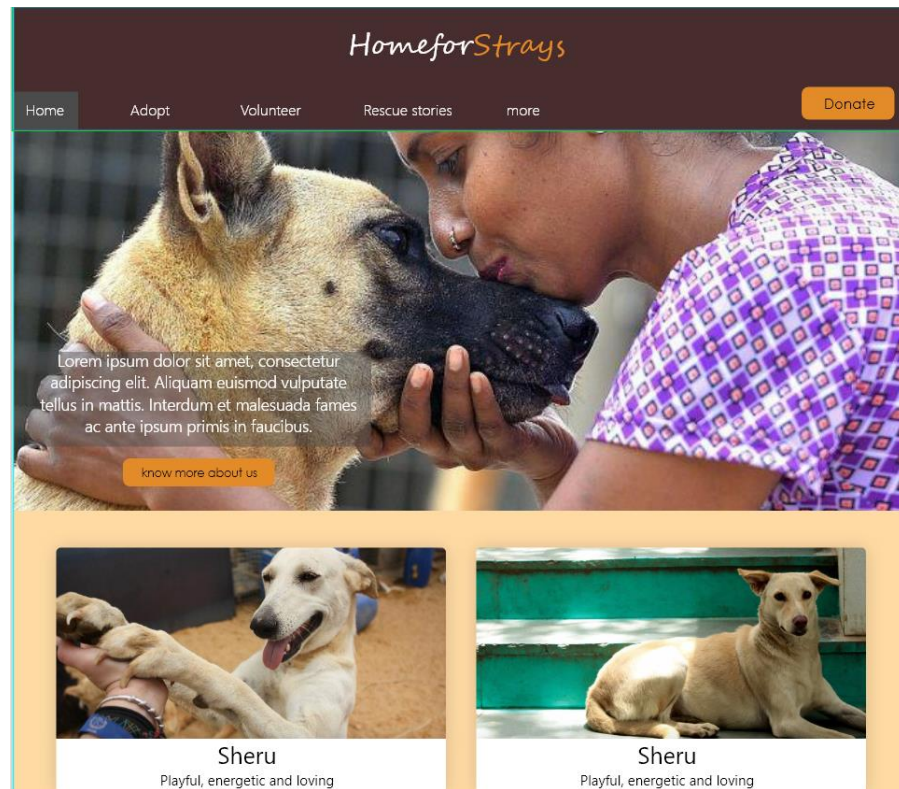 HomeforStrays
Home Adopt Volunteer Rescue stories more Donate
Lorem ipsum dolor sit amet, consectetur
adipiscing elit. Aliquam euismod vulputate
tellus in mattis. Interdum et malesuada fames
ac ante ipsum primis in faucibus.
know more about us
Sheru
Playful, energetic and loving
Sheru
Playful, energetic and loving